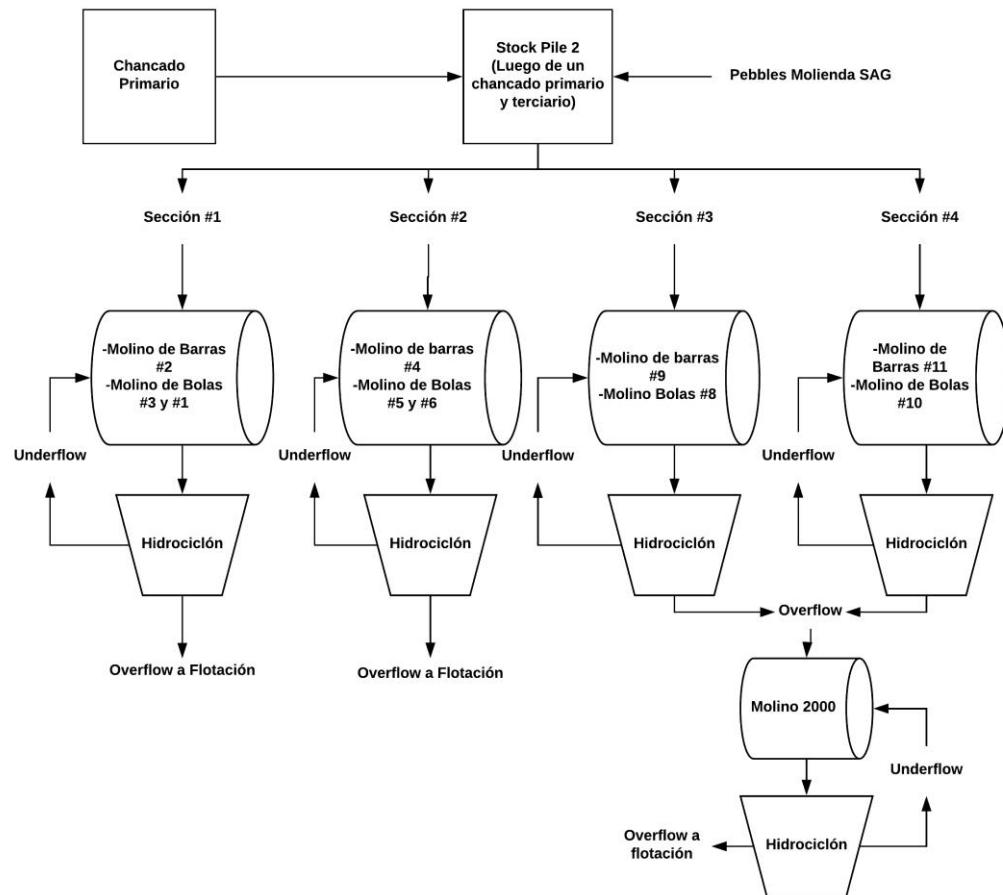 Chancado
Primario
Stock Pile 2
(Luego de un
chancado primario
y terciario)
Pebbles Molienda SAG
Sección #1
Sección #2
Sección #3
Sección #4
-Molino de Barras
#2
-Molino de Bolas
#3 y #1
-Molino de barras
#4
-Molino de Bolas
#5 y #6
-Molino de barras
#9
-Molino Bolas #8
-Molino de
Barras #11
-Molino de Bolas
#10
Underflow
Underflow
Underflow
Underflow
Hidrociclón
Hidrociclón
Hidrociclón
Hidrociclón
Overflow
Overflow a Flotación
Overflow a Flotación
Molino 2000
Underflow
Overflow a
flotación
Hidrociclón